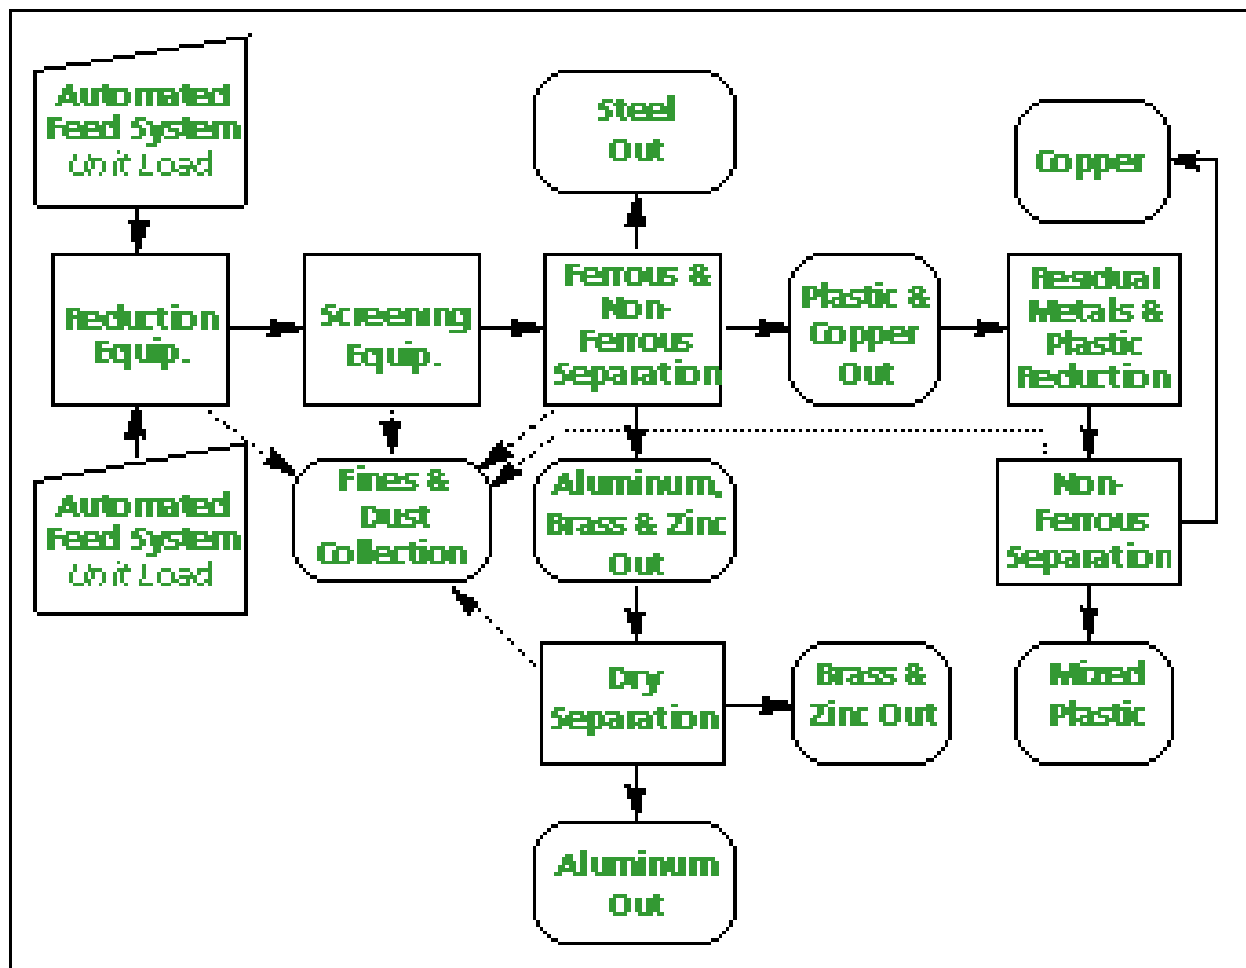 Automated
Feed System
Unit Load
Steel
Out
Copper
Reduction
Equip.
Screening
Equip.
Ferrous &
Non-
Ferrous
Separation
Plastic &
Copper
Out
Residual
Metals &
Plastic
Reduction
Automated
Feed System
Unit Load
Fines &
Dust
Collection
Aluminum,
Brass & Zinc
Out
Non-
Ferrous
Separation
Dry
Separation
Brass &
Zinc Out
Mized
Plastic
Aluminum
Out